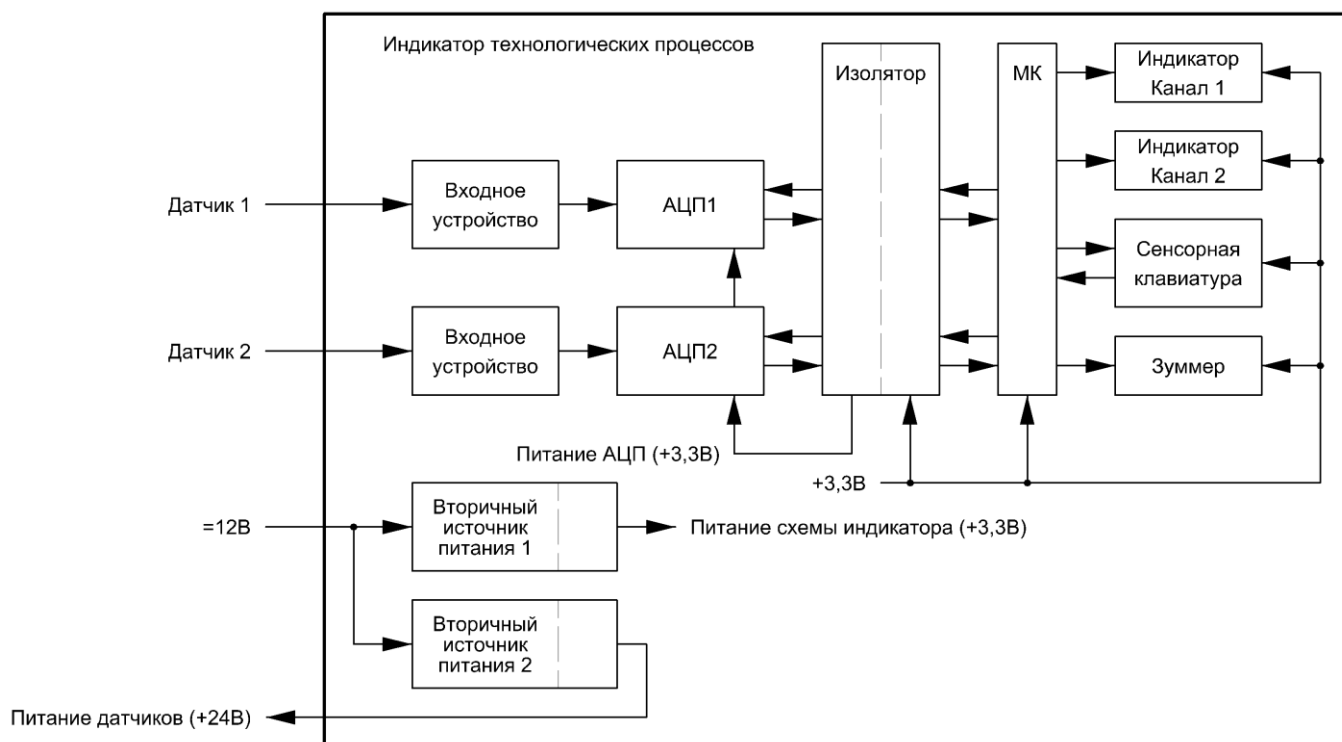 Индикатор технологических процессов
Изолятор
МК
Индикатор
Канал 1
Индикатор
Канал 2
Датчик 1
Входное
устройство
АЦП1
Сенсорная
клавиатура
Датчик 2
Входное
устройство
АЦП2
Зуммер
Питание АЦП (+3,3В)
+3,3В
=12В
Вторичный
источник
питания 1
Питание схемы индикатора (+3,3В)
Вторичный
источник
питания 2
Питание датчиков (+24В)